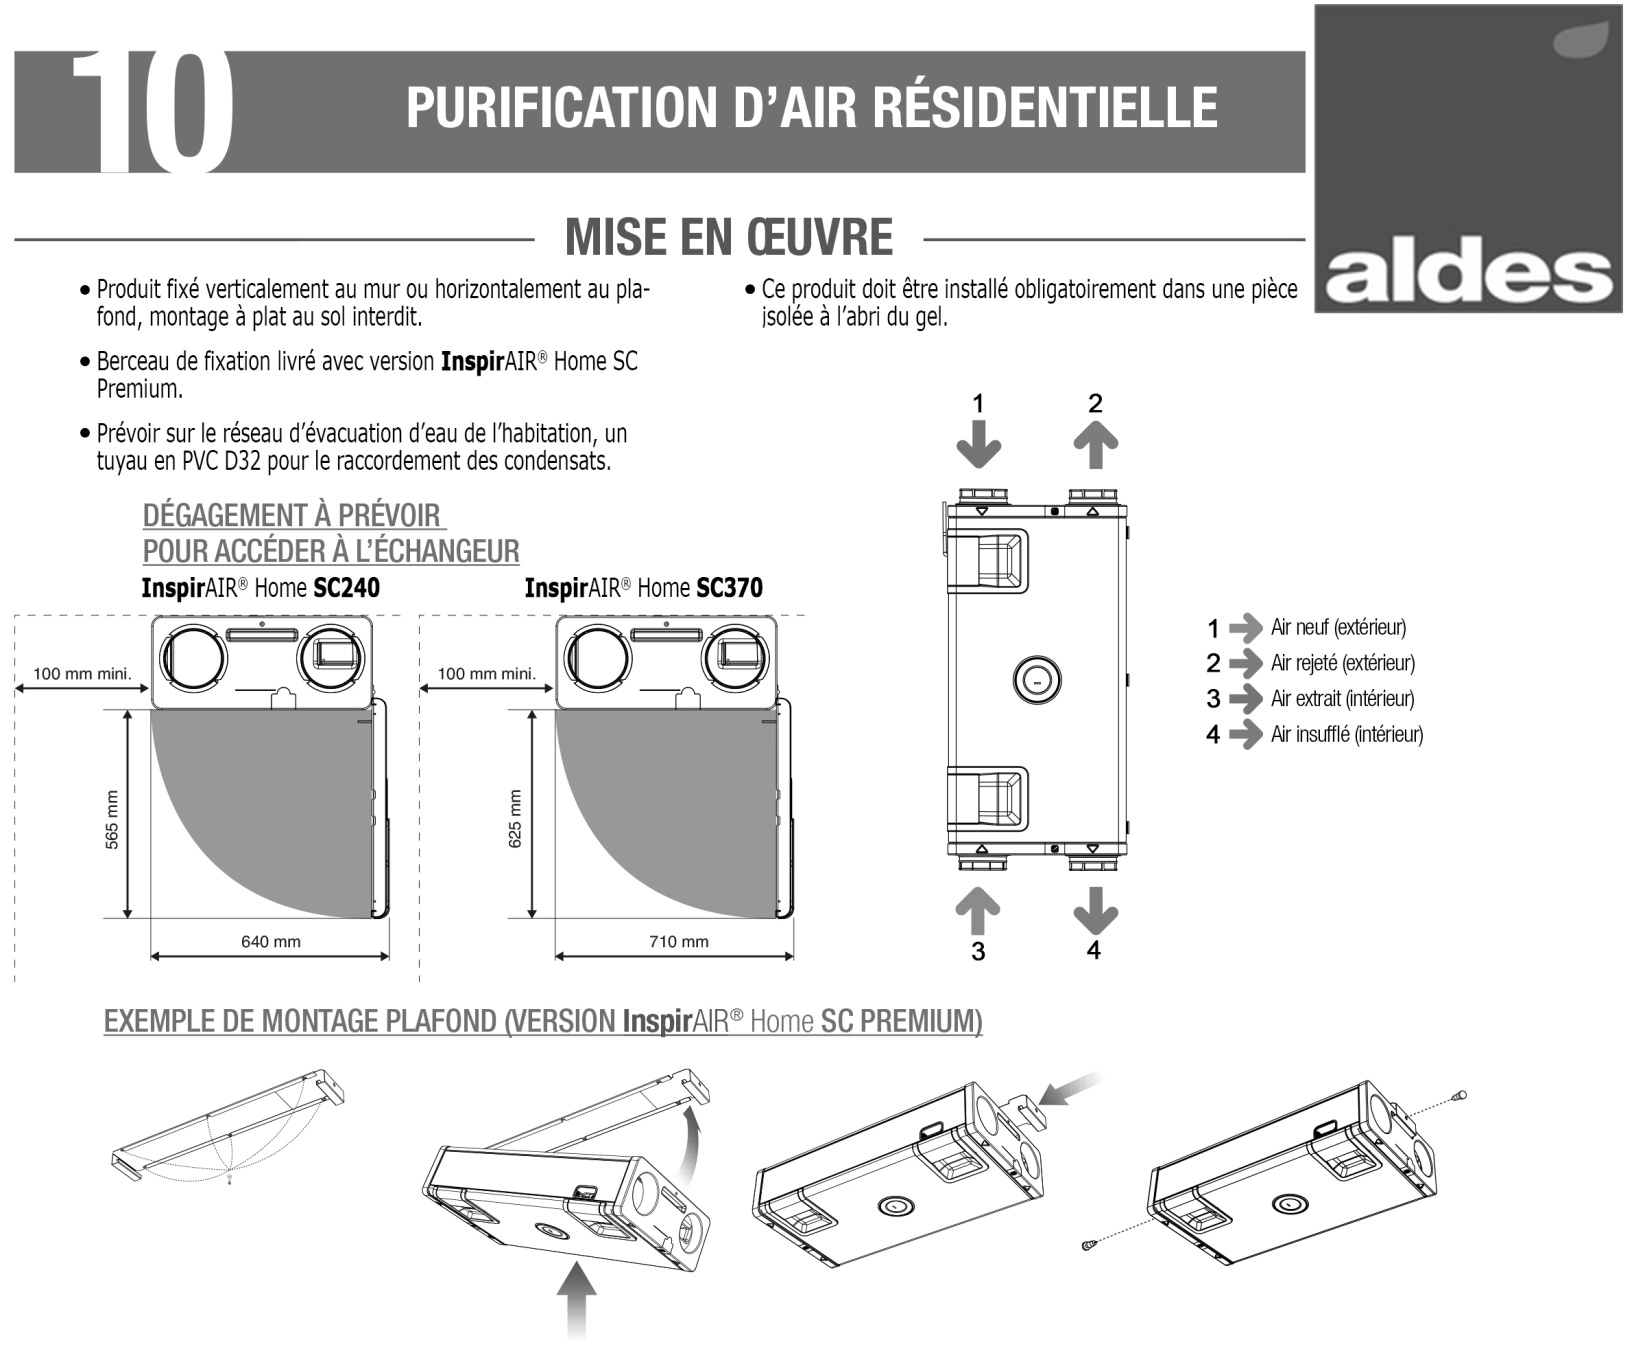 10
PURIFICATION D'AIR RÉSIDENTIELLE
aldes
MISE EN ŒUVRE
• Produit fixé verticalement au mur ou horizontalement au pla-
fond, montage à plat au sol interdit.
• Berceau de fixation livré avec version InspirAIR® Home SC
Premium.
• Prévoir sur le réseau d'évacuation d'eau de l'habitation, un
tuyau en PVC D32 pour le raccordement des condensats.
• Ce produit doit être installé obligatoirement dans une pièce
isolée à l'abri du gel.
DÉGAGEMENT À PRÉVOIR
POUR ACCÉDER À L'ÉCHANGEUR
InspirAIR® Home SC240
100 mm mini.
565 mm
640 mm
InspirAIR® Home SC370
100 mm mini.
625 mm
710 mm
1 2
3 4
1 Air neuf (extérieur)
2 Air rejeté (extérieur)
3 Air extrait (intérieur)
4 Air insufflé (intérieur)
EXEMPLE DE MONTAGE PLAFOND (VERSION InspirAIR® Home SC PREMIUM)